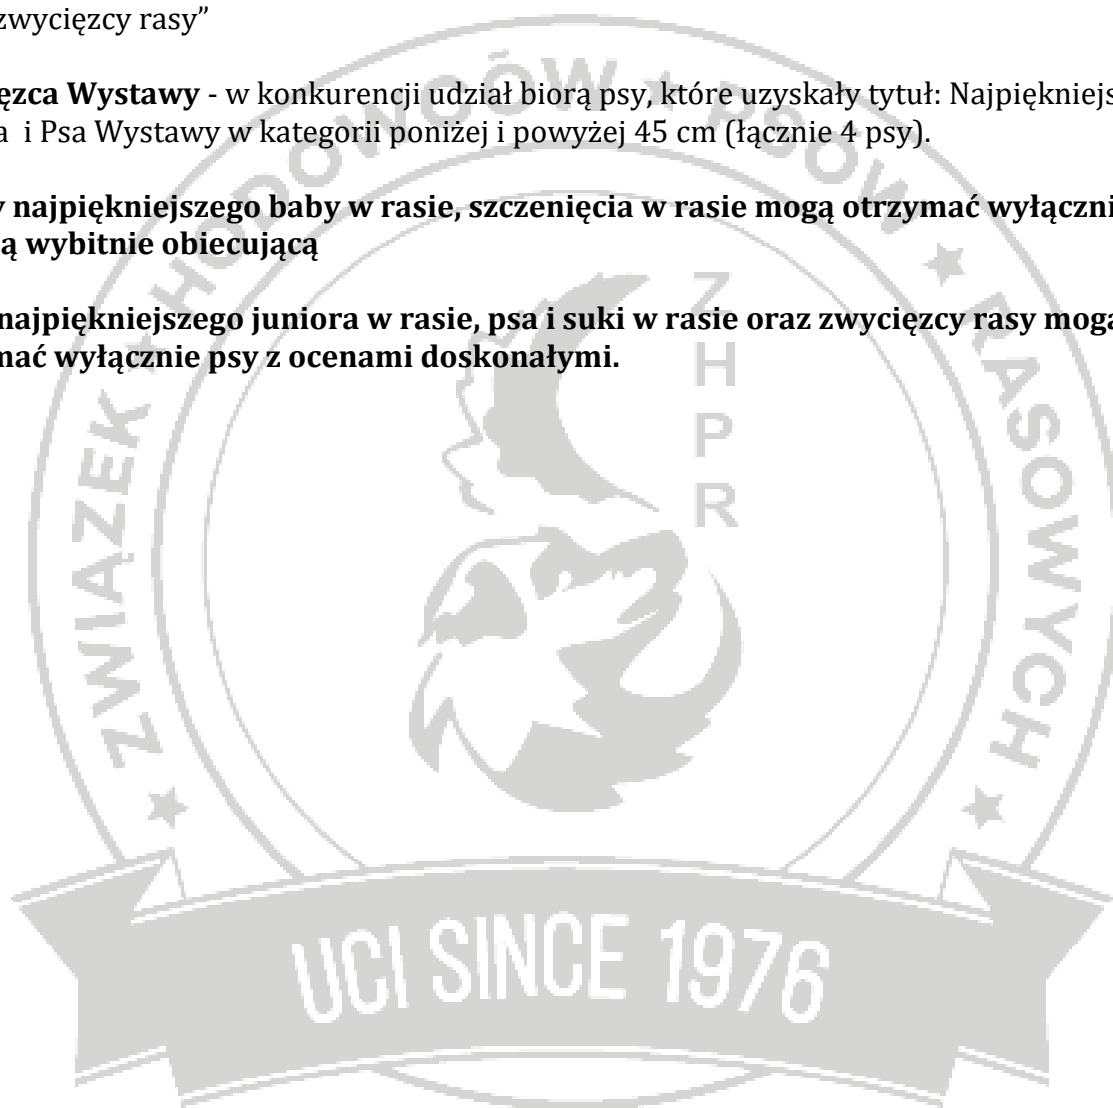 zwycięzcy rasy”
ęzca Wystawy - w konkurencji udział biorą psy, które uzyskały tytuł: Najpiękniejs
a i Psa Wystawy w kategorii poniżej i powyżej 45 cm (łącznie 4 psy).
y najpiękniejszego baby w rasie, szczenięcia w rasie mogą otrzymać wyłączni
ą wybitnie obiecującą
najpiękniejszego juniora w rasie, psa i suki w rasie oraz zwycięzcy rasy mogą
mać wyłącznie psy z ocenami doskonałymi.
ZWIĄZEK ★ HODOWCÓW ★ PSÓW ★ RASOWYCH
Z
H
P
R
UCI SINCE 1976